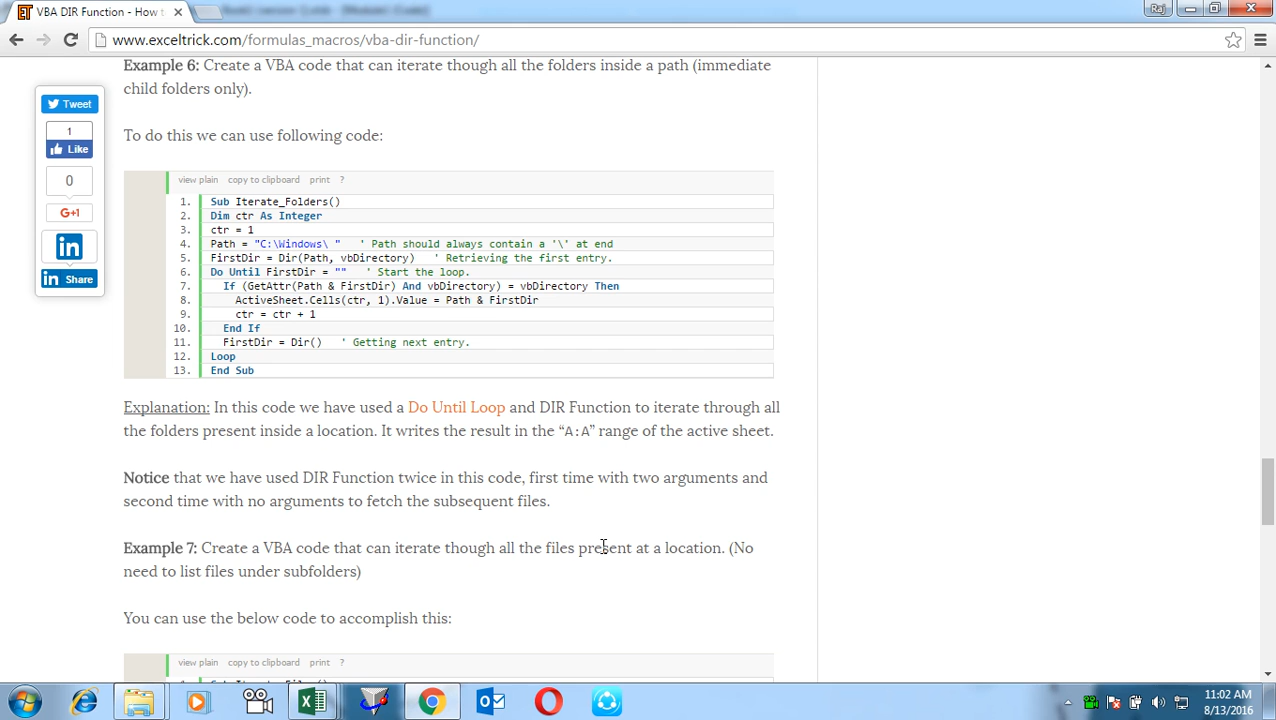 VBA DIR Function - How t
Raj
www.exceltrick.com/formulas_macros/vba-dir-function/
Example 6: Create a VBA code that can iterate though all the folders inside a path (immediate
child folders only).
Tweet
1
Like
0
G+1
in
in Share
To do this we can use following code:
view plain copy to clipboard print ?
1. Sub Iterate_Folders()
2. Dim ctr As Integer
3. ctr = 1
4. Path = "C:\Windows\ " ' Path should always contain a '\' at end
5. FirstDir = Dir(Path, vbDirectory) ' Retrieving the first entry.
6. Do Until FirstDir = "" ' Start the loop.
7. If (GetAttr(Path & FirstDir) And vbDirectory) = vbDirectory Then
8. ActiveSheet.Cells(ctr, 1).Value = Path & FirstDir
9. ctr = ctr + 1
10. End If
11. FirstDir = Dir() ' Getting next entry.
12. Loop
13. End Sub
Explanation: In this code we have used a Do Until Loop and DIR Function to iterate through all
the folders present inside a location. It writes the result in the “A:A” range of the active sheet.
Notice that we have used DIR Function twice in this code, first time with two arguments and
second time with no arguments to fetch the subsequent files.
Example 7: Create a VBA code that can iterate though all the files present at a location. (No
need to list files under subfolders)
You can use the below code to accomplish this:
view plain copy to clipboard print ?
11:02 AM
8/13/2016